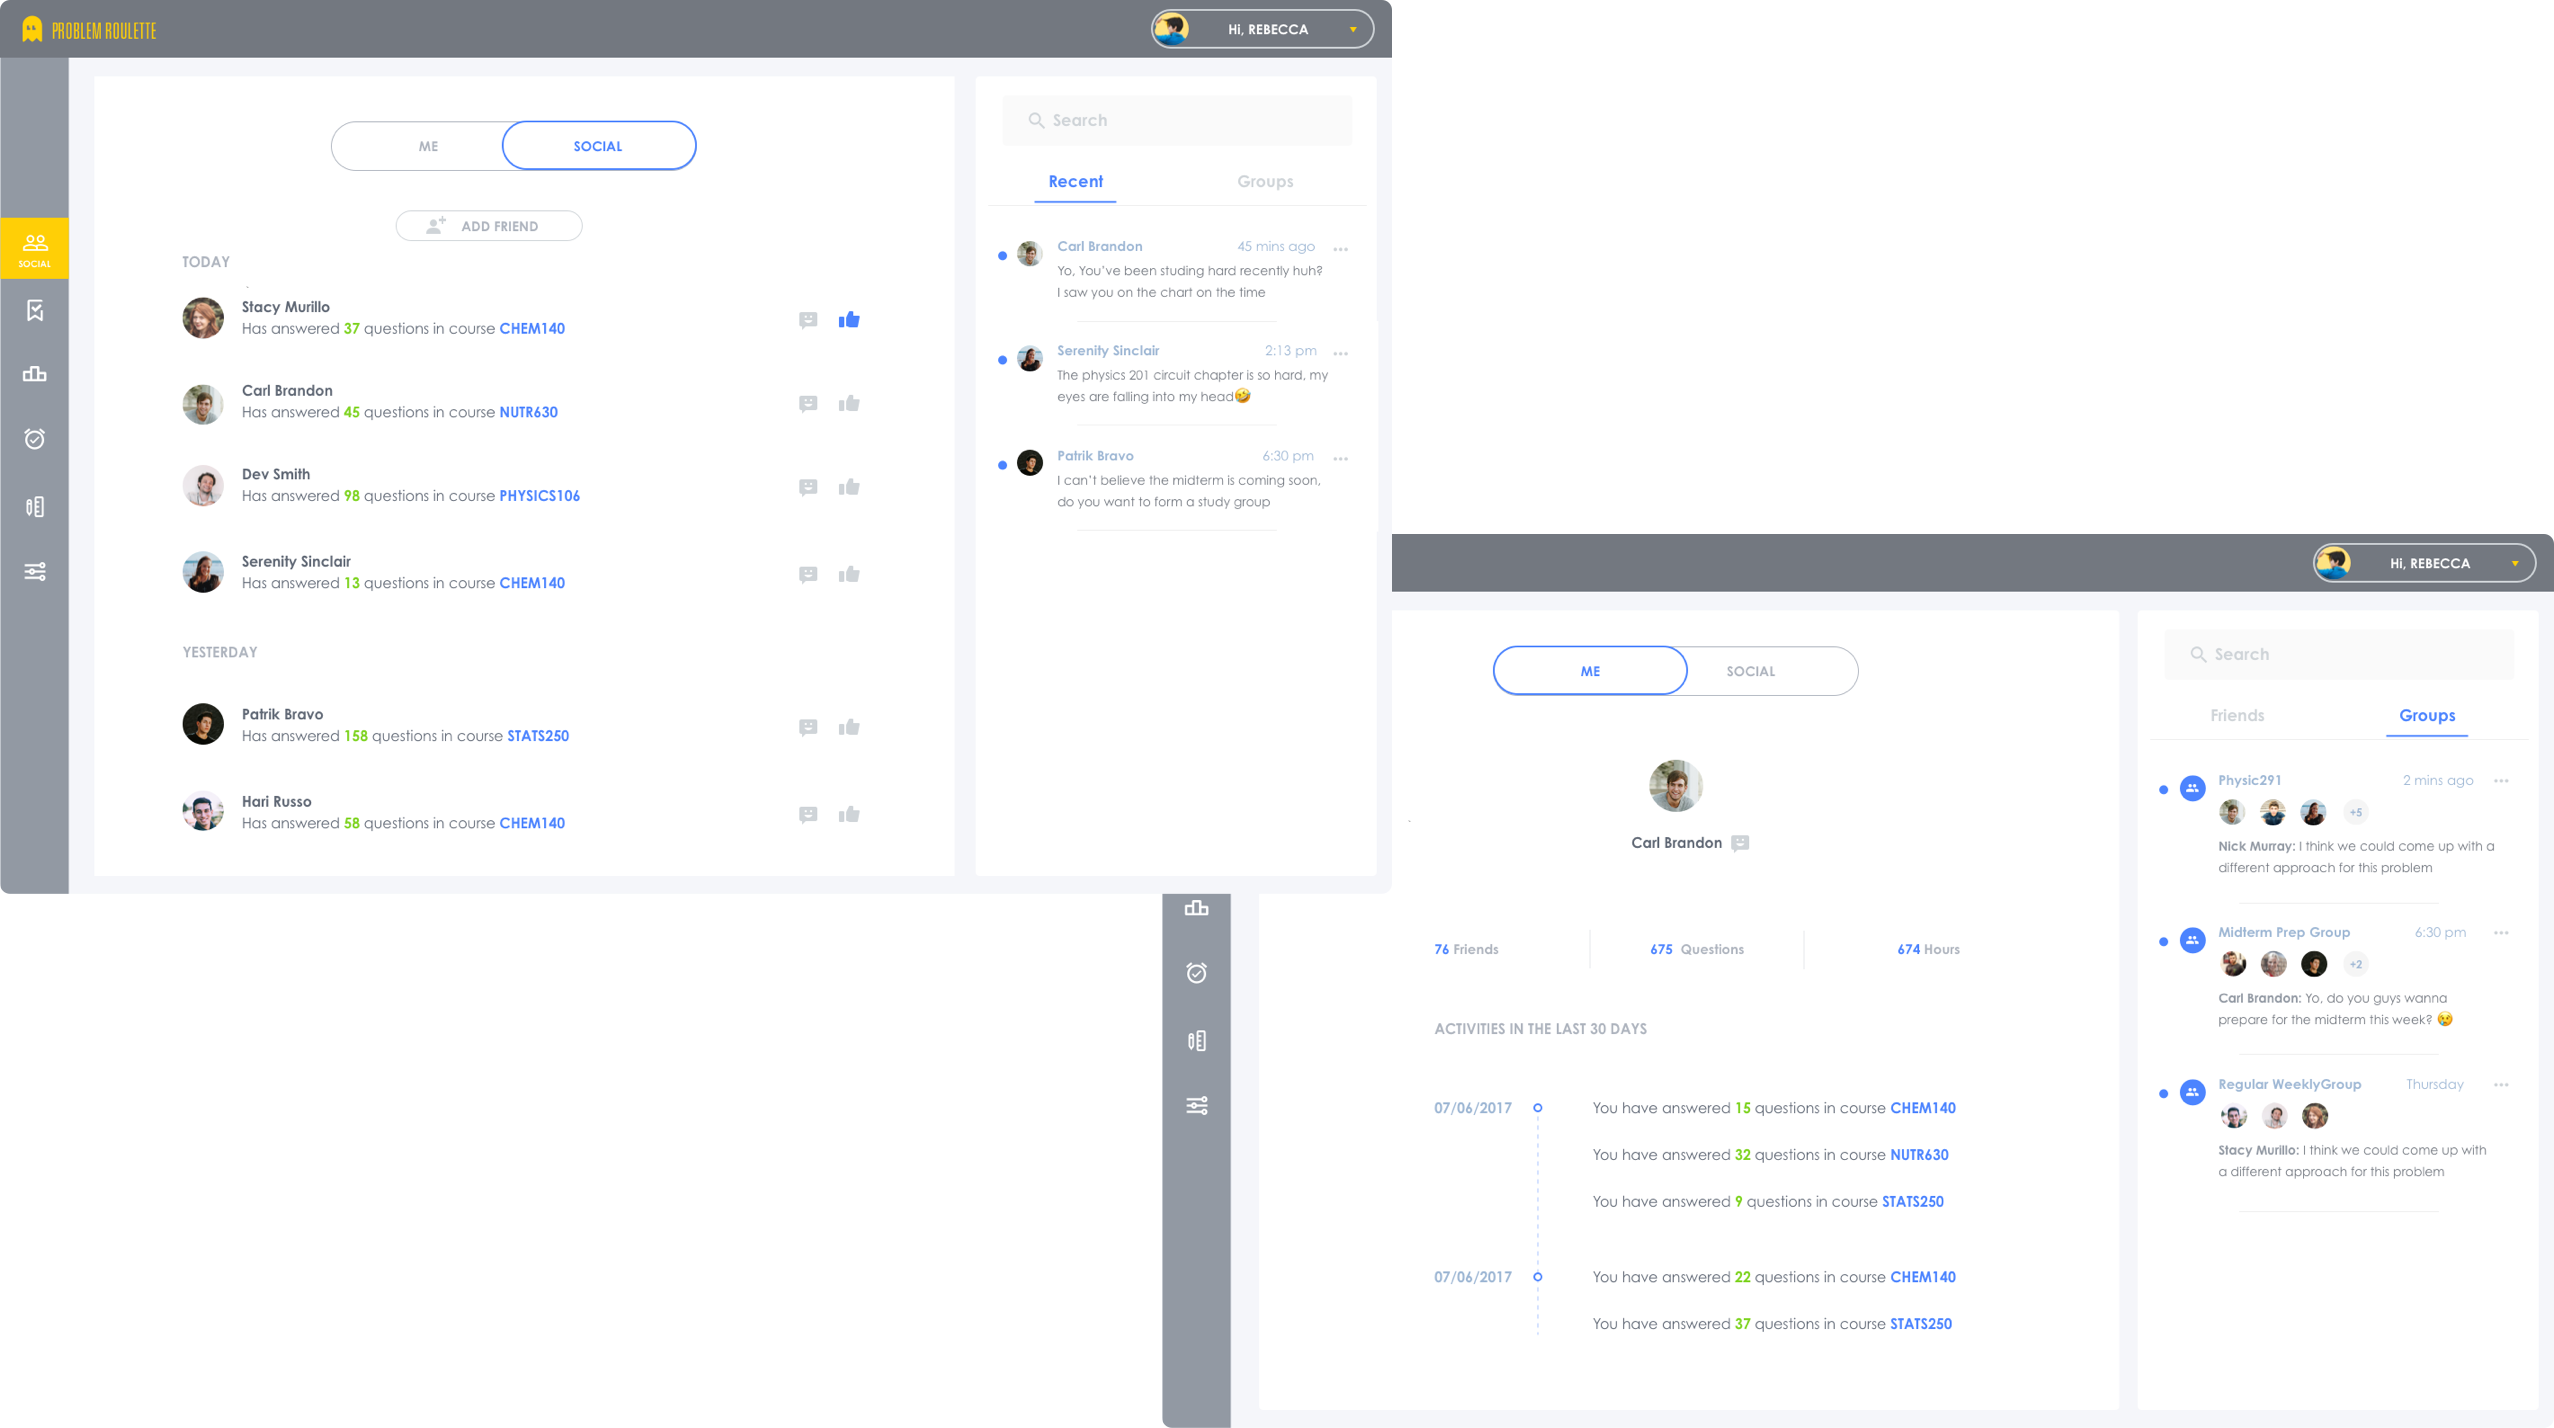 PROBLEM ROULETTE
Hi, REBECCA
SOCIAL
ME
SOCIAL
ADD FRIEND
TODAY
Stacy Murillo
Has answered 37 questions in course CHEM140
Carl Brandon
Has answered 45 questions in course NUTR630
Dev Smith
Has answered 98 questions in course PHYSICS106
Serenity Sinclair
Has answered 13 questions in course CHEM140
YESTERDAY
Patrik Bravo
Has answered 158 questions in course STATS250
Hari Russo
Has answered 58 questions in course CHEM140
Search
Recent Groups
Carl Brandon 45 mins ago
Yo, You’ve been studing hard recently huh?
I saw you on the chart on the time
Serenity Sinclair 2:13 pm
The physics 201 circuit chapter is so hard, my
eyes are falling into my head🤣
Patrik Bravo 6:30 pm
I can’t believe the midterm is coming soon,
do you want to form a study group
Hi, REBECCA
ME
SOCIAL
Carl Brandon
76 Friends
675 Questions
674 Hours
ACTIVITIES IN THE LAST 30 DAYS
07/06/2017
You have answered 15 questions in course CHEM140
You have answered 32 questions in course NUTR630
You have answered 9 questions in course STATS250
07/06/2017
You have answered 22 questions in course CHEM140
You have answered 37 questions in course STATS250
Search
Friends Groups
Physic291 2 mins ago
+5
Nick Murray: I think we could come up with a
different approach for this problem
Midterm Prep Group 6:30 pm
+2
Carl Brandon: Yo, do you guys wanna
prepare for the midterm this week? 😢
Regular WeeklyGroup Thursday
Stacy Murillo: I think we could come up with
a different approach for this problem